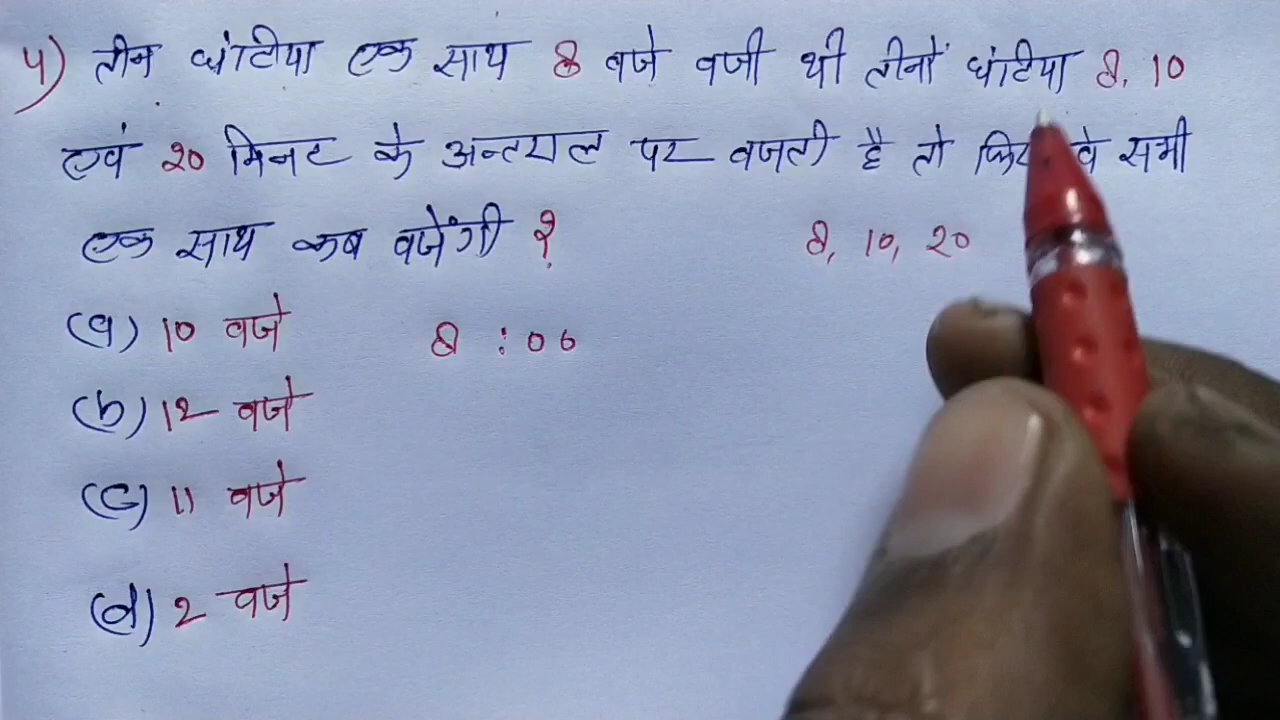 ५) तीन घंटिया एक साथ 8 बजे बजी थी तीनों घंटिया 8, 10
एवं 20 मिनट के अन्तराल पर बजती है तो फिर वे सभी
एक साथ कब बजेंगी ?
8, 10, 20
(a) 10 बजे
8 : 00
(b) 12 बजे
(c) 11 बजे
(d) 2 बजे